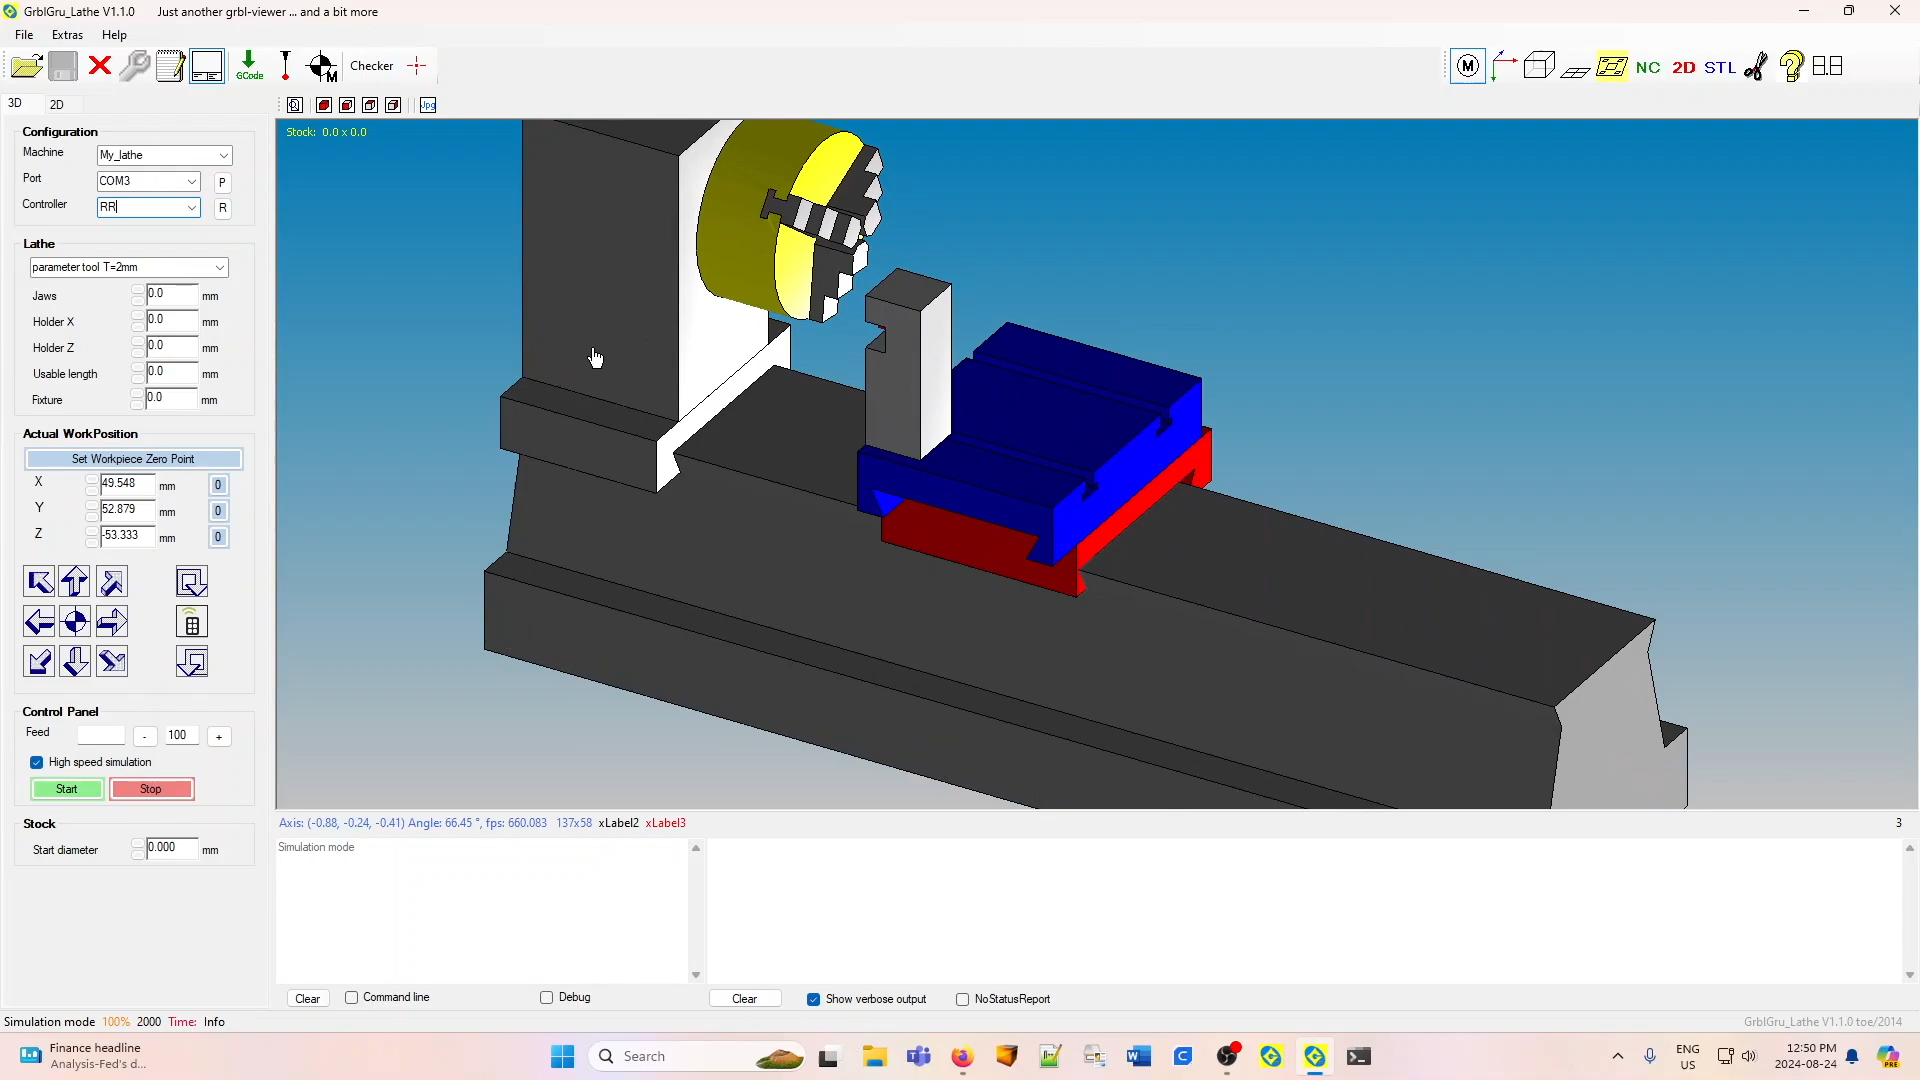 GrblGru_Lathe V1.1.0 Just another grbl-viewer ... and a bit more
File Extras Help
GCode
M
Checker
M
NC 2D STL
3D 2D
Jpg
Configuration
Machine My_lathe
Port COM3 P
Controller RR R
Lathe
parameter tool T=2mm
Jaws 0.0 mm
Holder X 0.0 mm
Holder Z 0.0 mm
Usable length 0.0 mm
Fixture 0.0 mm
Actual WorkPosition
Set Workpiece Zero Point
X 49.548 mm 0
Y 52.879 mm 0
Z -53.333 mm 0
Control Panel
Feed - 100 +
High speed simulation
Start Stop
Stock
Start diameter 0.000 mm
Stock: 0.0 x 0.0
Axis: (-0.88, -0.24, -0.41) Angle: 66.45 °, fps: 660.083 137x58 xLabel2 xLabel3 3
Simulation mode
Clear Command line Debug Clear Show verbose output NoStatusReport
Simulation mode 100% 2000 Time: Info GrblGru_Lathe V1.1.0 toe/2014
Finance headline
Analysis-Fed's d...
Search
ENG
US
12:50 PM
2024-08-24
PRE